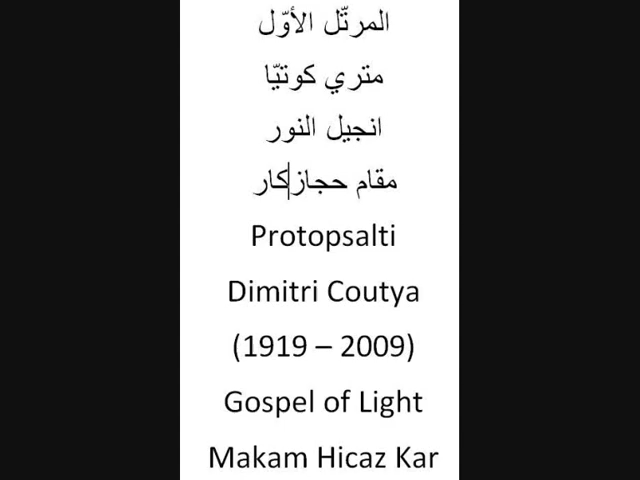 المرتّل الأوّل
متري كوتيّا
انجيل النور
مقام حجازكار
Protopsalti
Dimitri Coutya
(1919 – 2009)
Gospel of Light
Makam Hicaz Kar